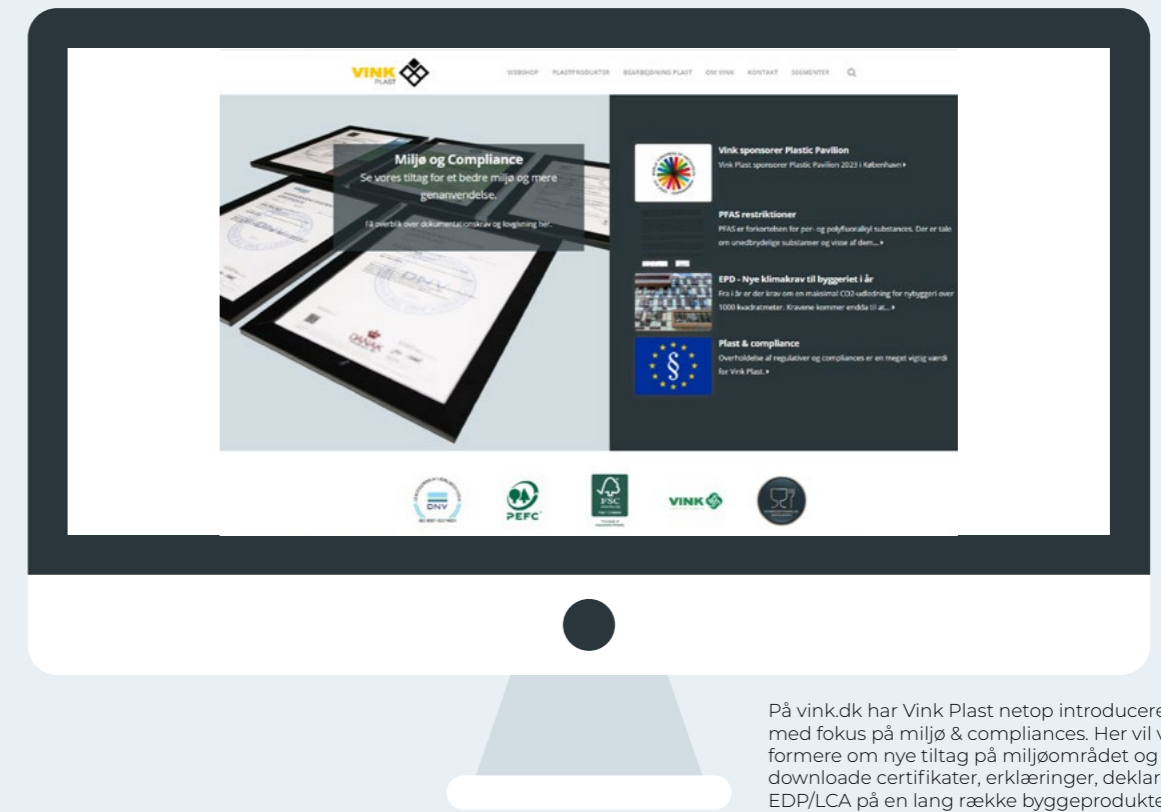 VINK
PLAST
WEBSHOP PLASTPRODUKTER BEARBEJDNING PLAST OM VINK KONTAKT SEGMENTER
Miljø og Compliance
Se vores tiltag for et bedre miljø og mere
genanvendelse.
Få overblik over dokumentationskrav og lovgivning her.
DNV
DANAK
Vink sponsorer Plastic Pavilion
Vink Plast sponsorer Plastic Pavilion 2023 i København
PFAS restriktioner
PFAS er forkortelsen for per- og polyfluoralkyl substances. Der er tale
om unedbrydelige substanser og visse af dem...
EPD - Nye klimakrav til byggeriet i år
Fra i år er der krav om en maksimal CO2-udledning for nybyggeri over
1000 kvadratmeter. Kravene kommer endda til at...
§
Plast & compliance
Overholdelse af regulativer og compliances er en meget vigtig værdi
for Vink Plast.
DNV
PEFC
FSC
VINK
På vink.dk har Vink Plast netop introducere
med fokus på miljø & compliances. Her vil v
formere om nye tiltag på miljøområdet og
downloade certifikater, erklæringer, deklar
EDP/LCA på en lang række byggeprodukte